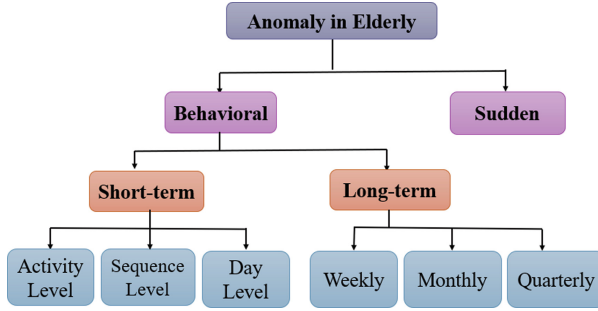 Anomaly in Elderly
Behavioral
Sudden
Short-term
Long-term
Activity
Level
Sequence
Level
Day
Level
Weekly
Monthly
Quarterly